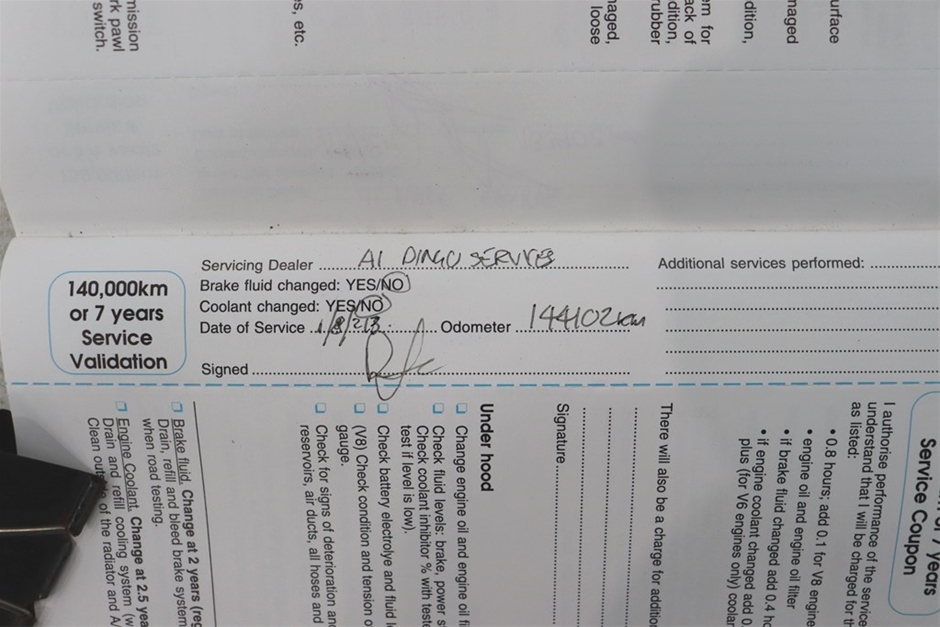 mission
rk pawl
switch.
s, etc.
naged,
loose
em for
ack of
dition,
rubber
dition,
maged
urface
140,000km
or 7 years
Service
Validation
Servicing Dealer A1 DINGO SERVICES
Brake fluid changed: YES/NO
Coolant changed: YES/NO
Date of Service Odometer 144102km
Signed
Additional services performed:
7 years
Service Coupon
I authorise performance of the service
understand that I will be charged for th
as listed:
• 0.8 hours; add 0.1 for V8 engine
• engine oil and engine oil filter
• if brake fluid changed add 0.4 ho
• if engine coolant changed add 0.
plus (for V6 engines only) coolan
There will also be a charge for addition
Signature
Under hood
Change engine oil and engine oil fi
Check fluid levels: brake, power s
Check coolant inhibitor % with teste
test if level is low).
Check battery electrolye and fluid l
(V8) Check condition and tension o
gauge.
Check for signs of deterioration and
reservoirs, air ducts, all hoses and
Brake fluid. Change at 2 years (reg
Drain, refill and bleed brake system
when road testing.
Engine Coolant. Change at 2.5 yea
Drain and refill cooling system (w
Clean outside of the radiator and A/